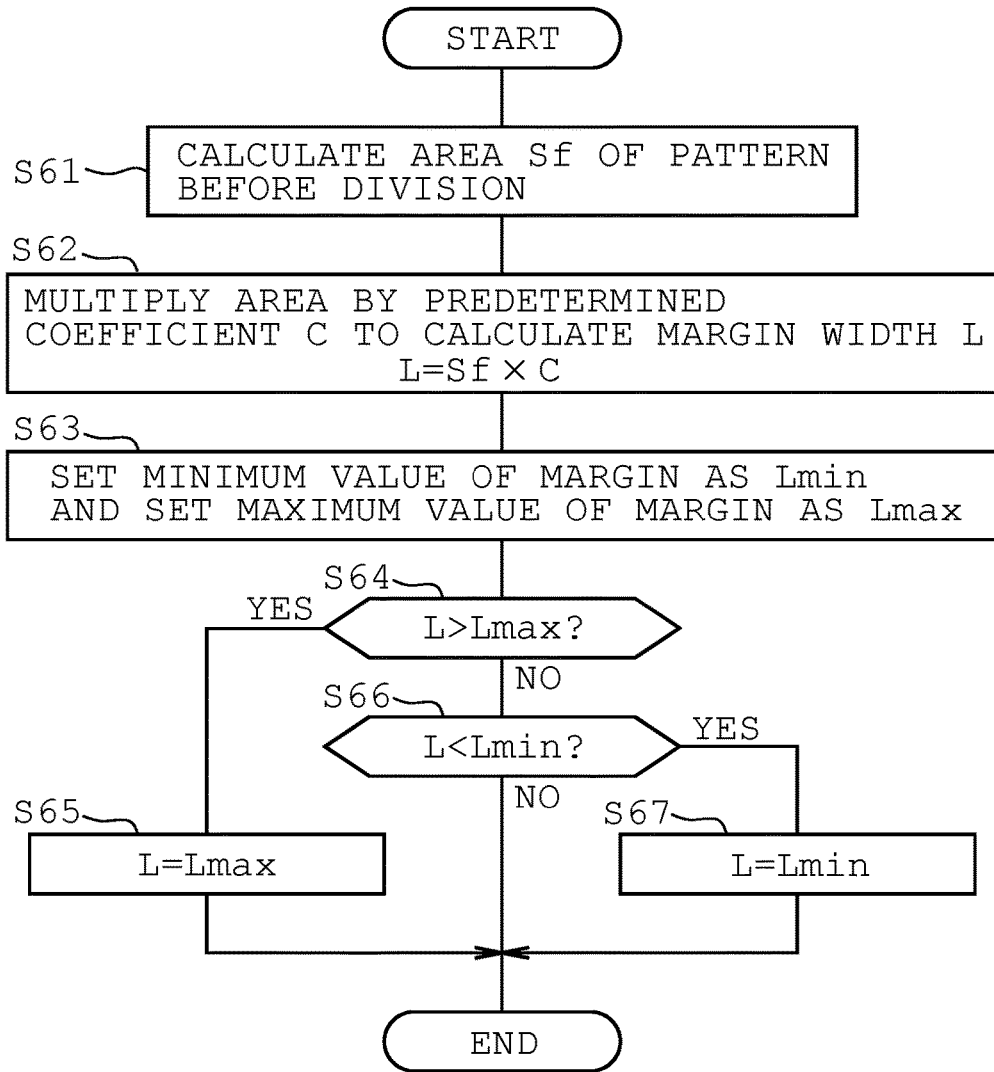 START
S61
CALCULATE AREA Sf OF PATTERN
BEFORE DIVISION
S62
MULTIPLY AREA BY PREDETERMINED
COEFFICIENT C TO CALCULATE MARGIN WIDTH L
L=Sf×C
S63
SET MINIMUM VALUE OF MARGIN AS Lmin
AND SET MAXIMUM VALUE OF MARGIN AS Lmax
S64
YES
L>Lmax?
NO
S66
L<Lmin?
YES
NO
S65
L=Lmax
S67
L=Lmin
END